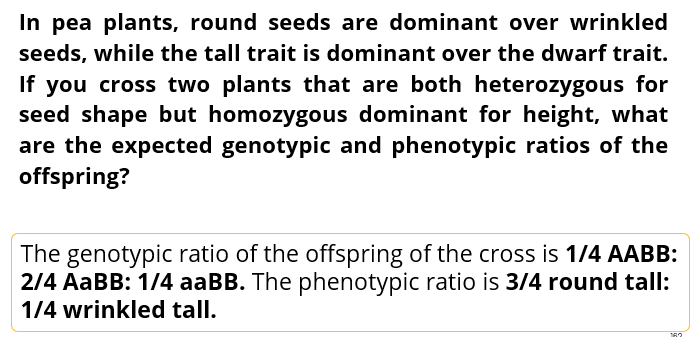 In pea plants, round seeds are dominant over wrinkled
seeds, while the tall trait is dominant over the dwarf trait.
If you cross two plants that are both heterozygous for
seed shape but homozygous dominant for height, what
are the expected genotypic and phenotypic ratios of the
offspring?
The genotypic ratio of the offspring of the cross is 1/4 AABB:
2/4 AaBB: 1/4 aaBB. The phenotypic ratio is 3/4 round tall:
1/4 wrinkled tall.